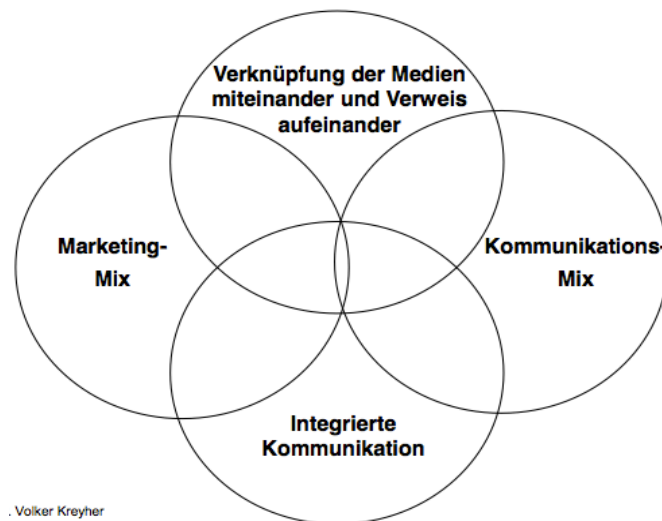 Verknüpfung der Medien
miteinander und Verweis
aufeinander
Marketing-
Mix
Kommunikations-
Mix
Integrierte
Kommunikation
. Volker Kreyher